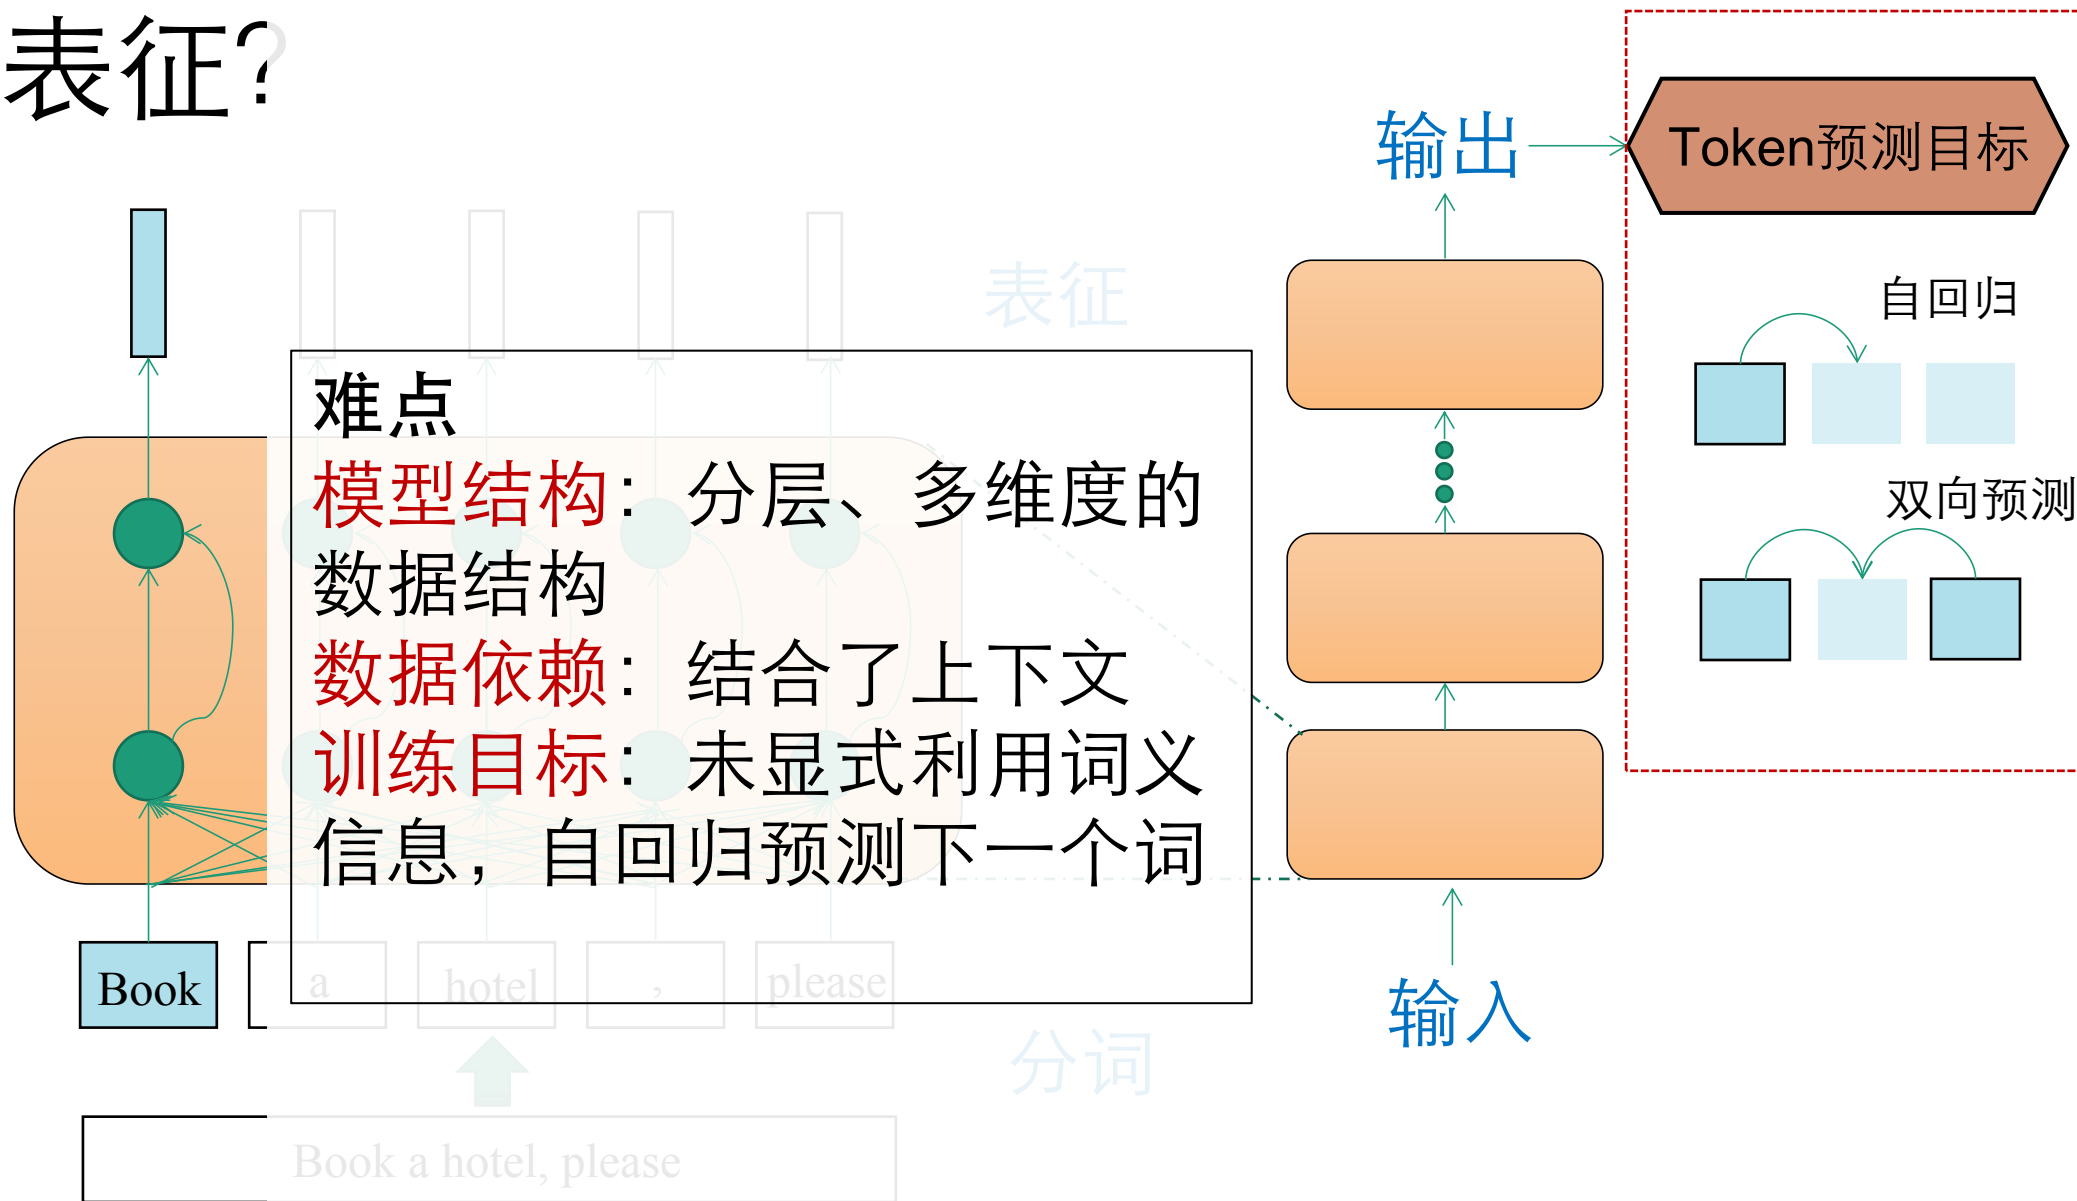 表征?
输出
Token预测目标
表征
自回归
双向预测
难点
模型结构：分层、多维度的
数据结构
数据依赖：结合了上下文
训练目标：未显式利用词义
信息，自回归预测下一个词
Book
a
hotel
,
please
输入
分词
Book a hotel, please